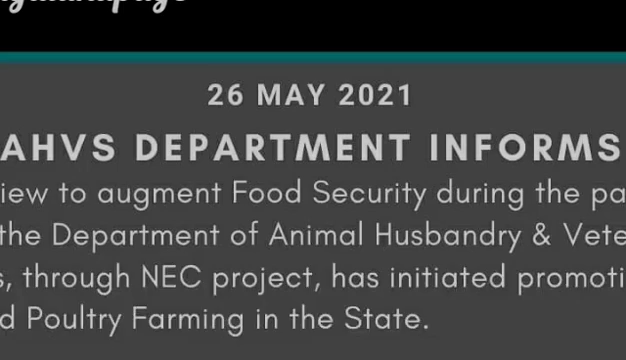 26 MAY 2021
AHVS DEPARTMENT INFORMS
iew to augment Food Security during the pa
the Department of Animal Husbandry & Vete
s, through NEC project, has initiated promoti
d Poultry Farming in the State.